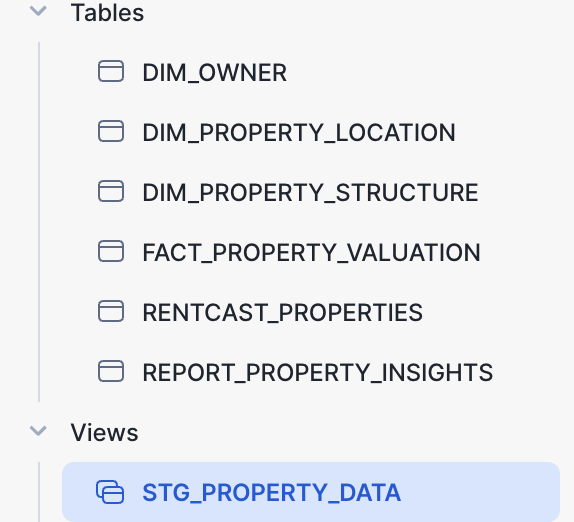 Tables
DIM_OWNER
DIM_PROPERTY_LOCATION
DIM_PROPERTY_STRUCTURE
FACT_PROPERTY_VALUATION
RENTCAST_PROPERTIES
REPORT_PROPERTY_INSIGHTS
Views
STG_PROPERTY_DATA